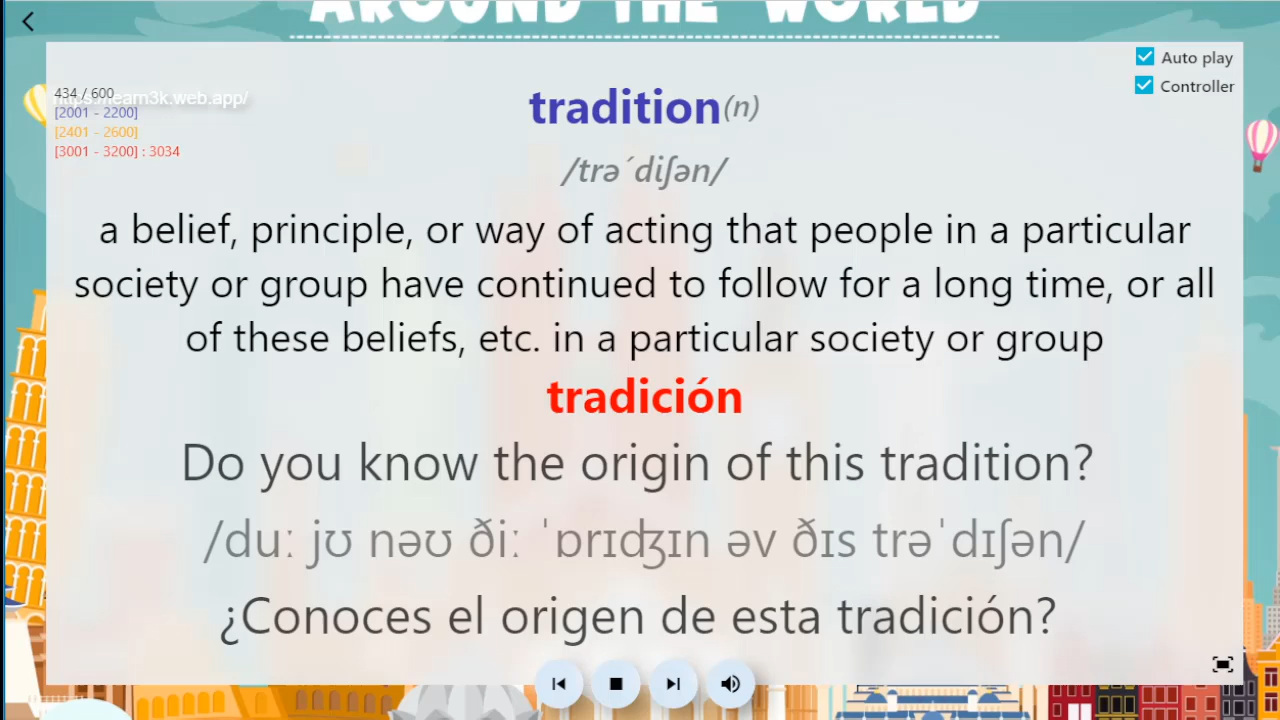 AROUND THE WORLD
Auto play
Controller
434 / 600
https://learn3k.web.app/
[2001 - 2200]
[2401 - 2600]
[3001 - 3200] : 3034
tradition(n)
/trə´diʃən/
a belief, principle, or way of acting that people in a particular
society or group have continued to follow for a long time, or all
of these beliefs, etc. in a particular society or group
tradición
Do you know the origin of this tradition?
/duː jʊ nəʊ ðiː ˈɒrɪʤɪn əv ðɪs trəˈdɪʃən/
¿Conoces el origen de esta tradición?